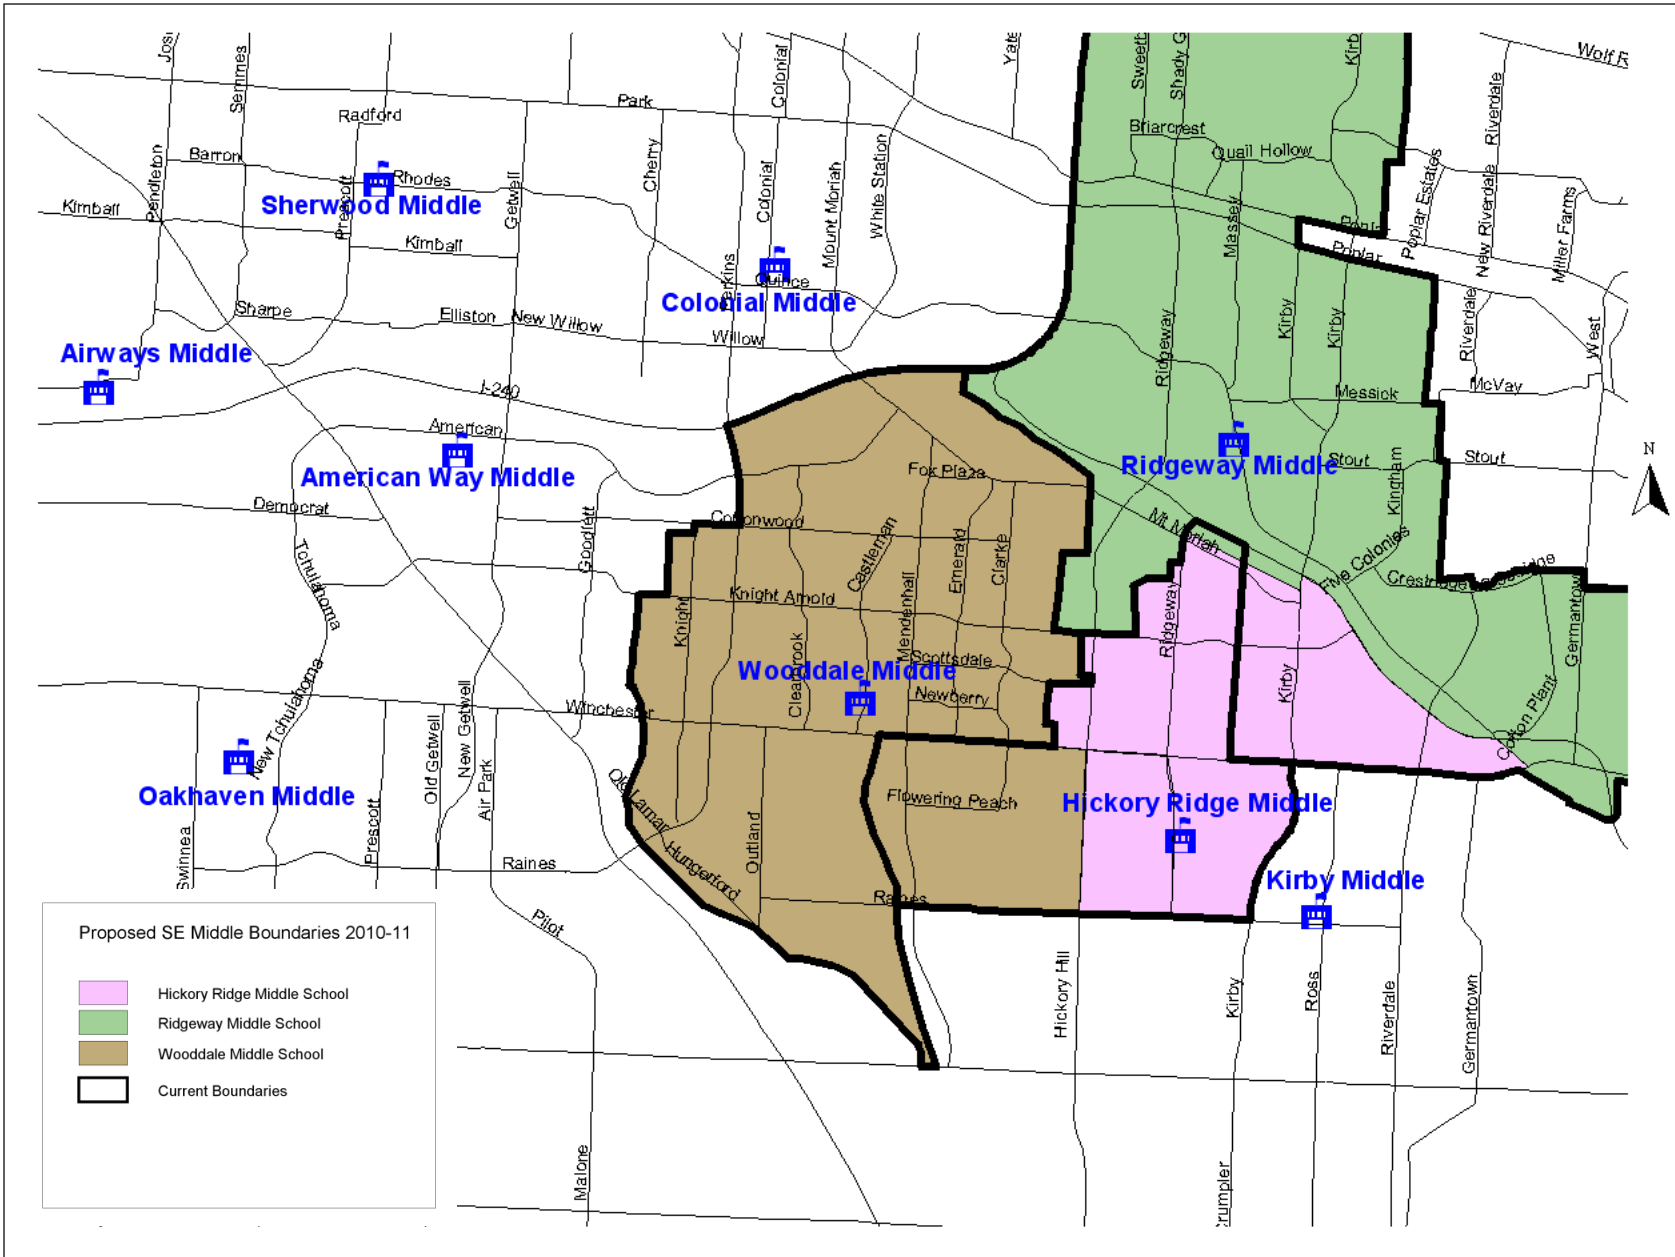 Josi
Semmes
Colonial
Yate
Sweetb
Shady G
Kirb
Wolf R
Park
Radford
Riverdale
Briarcrest
Quail Hollow
Barron
Rhodes
Pendleton
Prescott
Getwell
Cherry
Colonial
Mount Moriah
White Station
Massey
Poplar Estates
New Riverdale
Miller Farms
Sherwood Middle
Kimball
Kimball
Poplar
Poplar
Perkins
Quince
Colonial Middle
Sharpe
Elliston
New Willow
Willow
Ridgeway
Kirby
Kirby
Riverdale
West
Airways Middle
I-240
Messick
McVay
American
American Way Middle
Fox Plaza
Ridgeway Middle
Stout
Stout
Kingham
N
Democrat
Goodlett
Cottonwood
Castleman
Emerald
Clarke
Mt Moriah
Five Colonies
Tchulahoma
Knight Arnold
Mendenhall
Knight
Clearbrook
Ridgeway
Germantown
Scottsdale
Wooddale Middle
Newberry
Kirby
Cotton Plant
New Tchulahoma
Winchester
Old Getwell
New Getwell
Air Park
Oakhaven Middle
Old Lamar
Flowering Peach
Hickory Ridge Middle
Swinnea
Prescott
Raines
Hungerford
Outland
Raines
Kirby Middle
Pilot
Hickory Hill
Kirby
Ross
Riverdale
Germantown
Malone
Crumpler
Proposed SE Middle Boundaries 2010-11
Hickory Ridge Middle School
Ridgeway Middle School
Wooddale Middle School
Current Boundaries